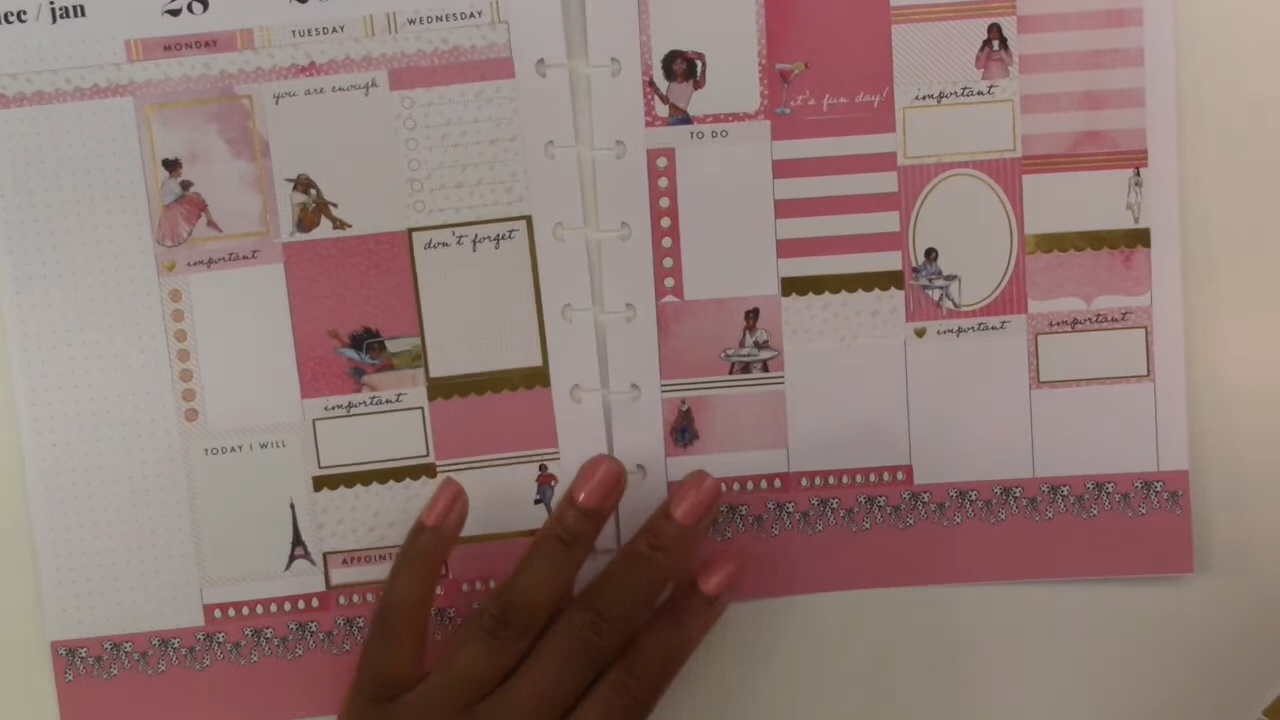 dec / jan
28
MONDAY
TUESDAY
WEDNESDAY
you are enough
important
don't forget
important
TODAY I WILL
it's fun day!
important
TO DO
important
important